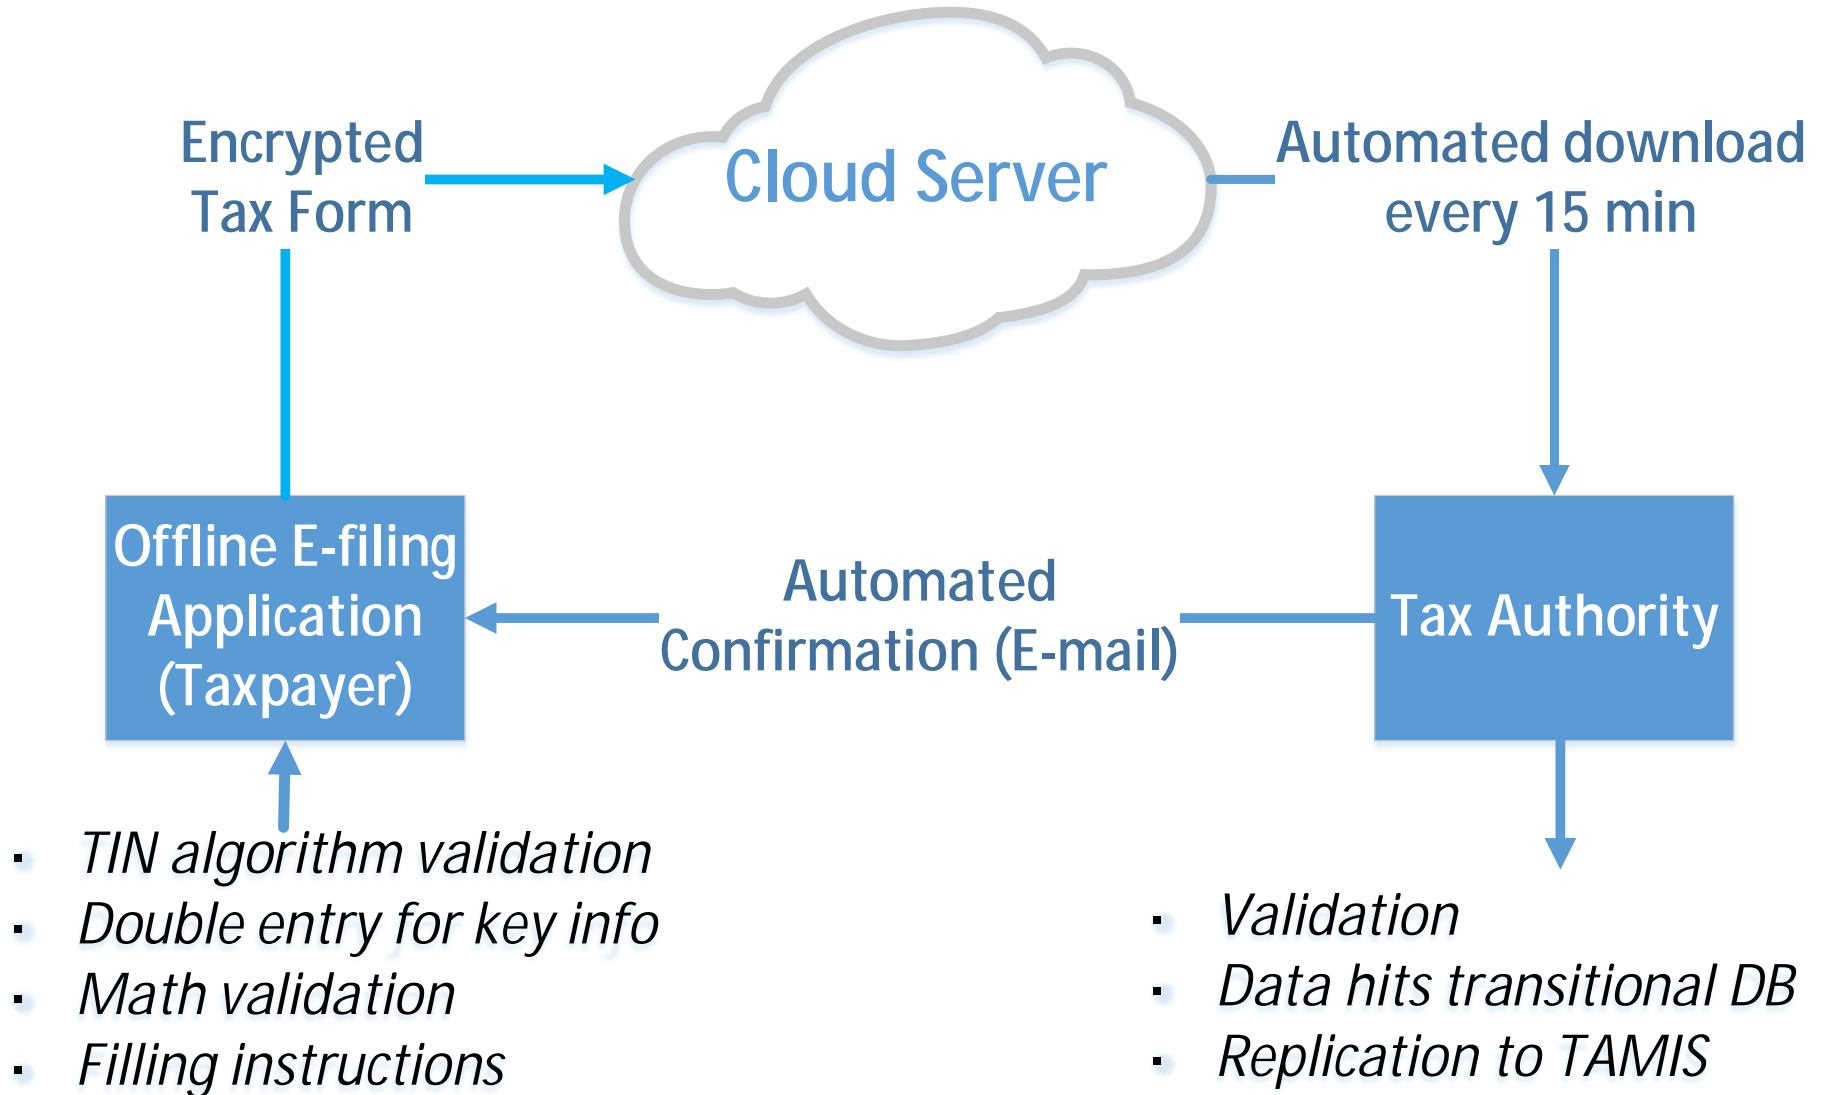 Encrypted
Tax Form
Cloud Server
Automated download
every 15 min
Offline E-filing
Application
(Taxpayer)
Automated
Confirmation (E-mail)
Tax Authority
▪ TIN algorithm validation
▪ Double entry for key info
▪ Math validation
▪ Filling instructions
▪ Validation
▪ Data hits transitional DB
▪ Replication to TAMIS